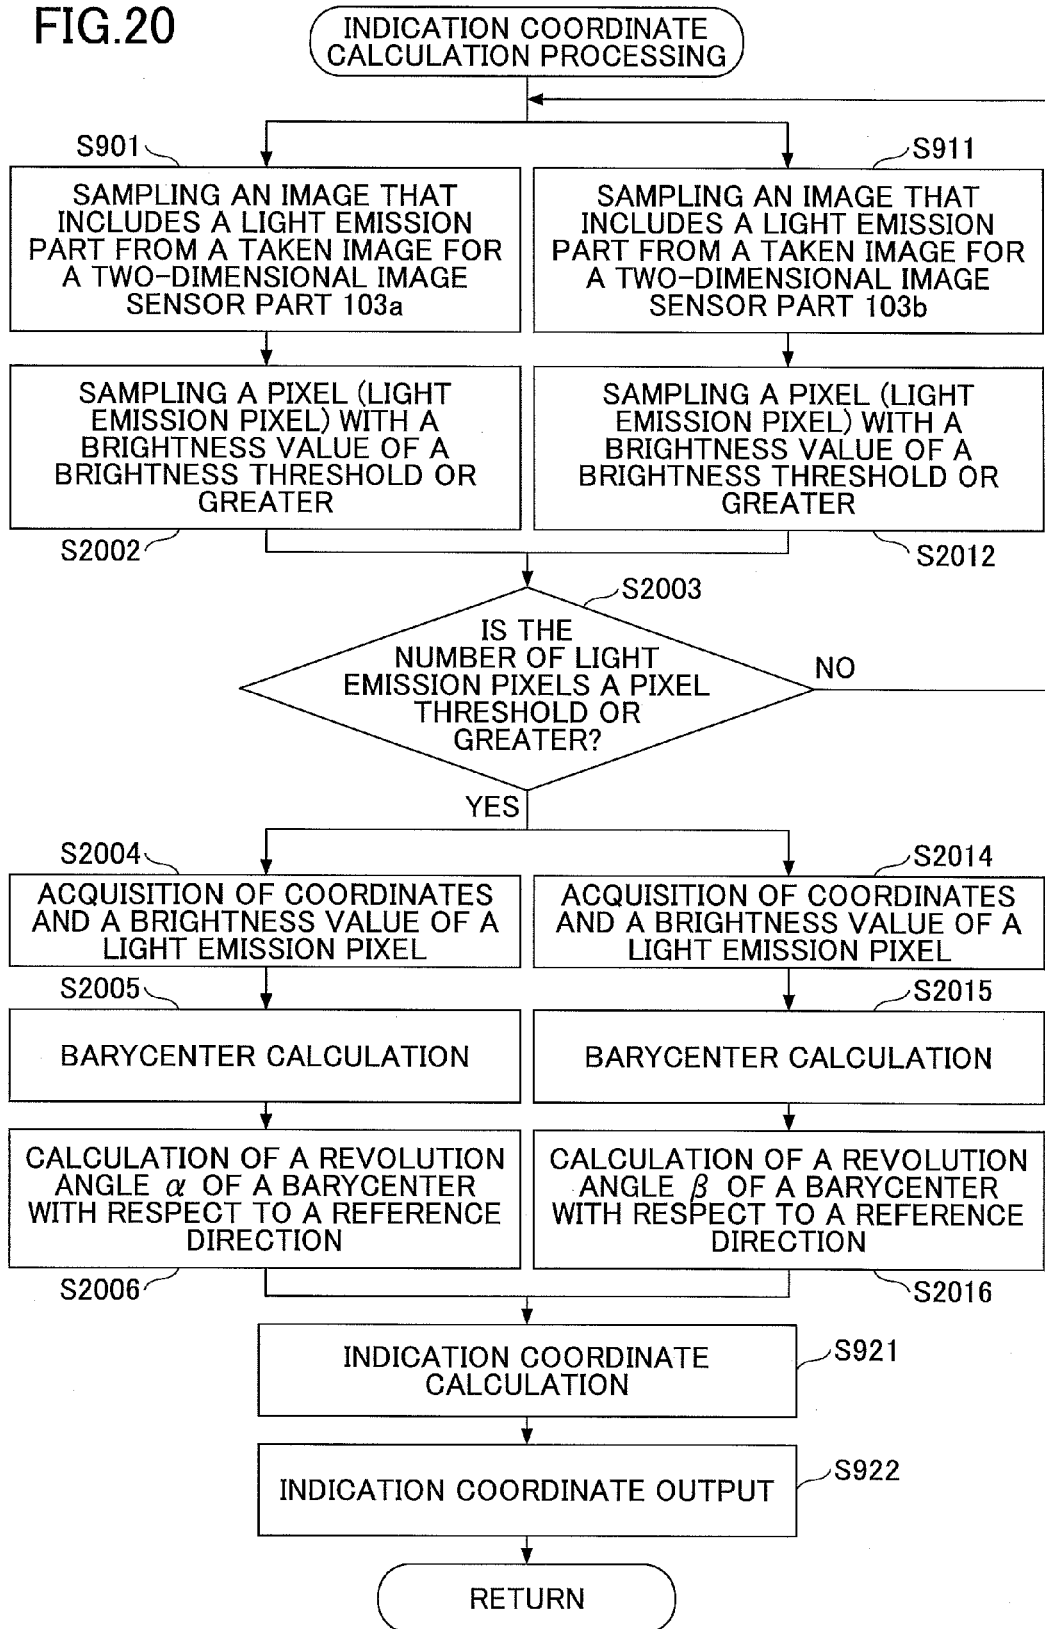 FIG.20
INDICATION COORDINATE
CALCULATION PROCESSING
S901
SAMPLING AN IMAGE THAT
INCLUDES A LIGHT EMISSION
PART FROM A TAKEN IMAGE FOR
A TWO-DIMENSIONAL IMAGE
SENSOR PART 103a
S911
SAMPLING AN IMAGE THAT
INCLUDES A LIGHT EMISSION
PART FROM A TAKEN IMAGE FOR
A TWO-DIMENSIONAL IMAGE
SENSOR PART 103b
SAMPLING A PIXEL (LIGHT
EMISSION PIXEL) WITH A
BRIGHTNESS VALUE OF A
BRIGHTNESS THRESHOLD OR
GREATER
S2002
SAMPLING A PIXEL (LIGHT
EMISSION PIXEL) WITH A
BRIGHTNESS VALUE OF A
BRIGHTNESS THRESHOLD OR
GREATER
S2012
S2003
IS THE
NUMBER OF LIGHT
EMISSION PIXELS A PIXEL
THRESHOLD OR
GREATER?
NO
YES
S2004
ACQUISITION OF COORDINATES
AND A BRIGHTNESS VALUE OF A
LIGHT EMISSION PIXEL
S2014
ACQUISITION OF COORDINATES
AND A BRIGHTNESS VALUE OF A
LIGHT EMISSION PIXEL
S2005
BARYCENTER CALCULATION
S2015
BARYCENTER CALCULATION
CALCULATION OF A REVOLUTION
ANGLE α OF A BARYCENTER
WITH RESPECT TO A REFERENCE
DIRECTION
S2006
CALCULATION OF A REVOLUTION
ANGLE β OF A BARYCENTER
WITH RESPECT TO A REFERENCE
DIRECTION
S2016
INDICATION COORDINATE
CALCULATION
S921
INDICATION COORDINATE OUTPUT
S922
RETURN